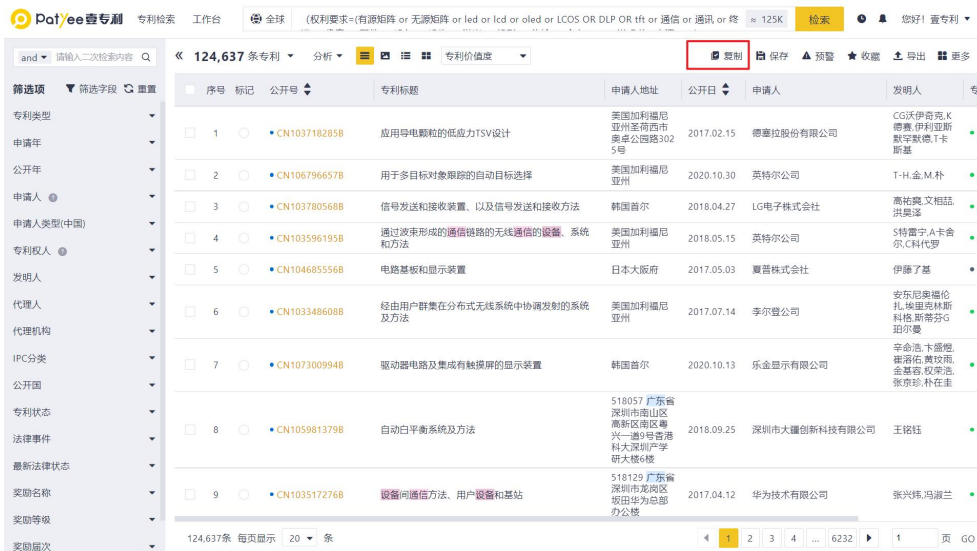 Patyee壹专利 专利检索 工作台 全球 (权利要求=(有源矩阵 or 无源矩阵 or led or lcd or oled or LCOS OR DLP OR tft or 通信 or 通讯 or 终 ≈ 125K 检索 您好! 壹专利
and 请输入二次检索内容 124,637 条专利 分析 专利价值度 复制 保存 预警 收藏 导出 更多
筛选项 筛选字段 重置
专利类型
申请年
公开年
申请人
申请人类型(中国)
专利权人
发明人
代理人
代理机构
IPC分类
公开国
专利状态
法律事件
最新法律状态
奖励名称
奖励等级
奖励届次
序号 标记 公开号 专利标题 申请人地址 公开日 申请人 发明人
1 CN103718285B 应用导电颗粒的低应力TSV设计 美国加利福尼 2017.02.15 德塞拉股份有限公司 CG沃伊奇克,K
亚州圣荷西市 德赛,伊利亚斯
奥卓公园路302 默罕默德,T卡
5号 斯基
2 CN106796657B 用于多目标对象跟踪的自动目标选择 美国加利福尼 2020.10.30 英特尔公司 T-H.金,M.朴
亚州
3 CN103780568B 信号发送和接收装置、以及信号发送和接收方法 韩国首尔 2018.04.27 LG电子株式会社 高祐奭,文相喆,
洪昊泽
4 CN103596195B 通过波束形成的通信链路的无线通信的设备、系统 美国加利福尼 2018.05.15 英特尔公司 S特雷宁,A卡舍
和方法 亚州 尔,C科代罗
5 CN104685556B 电路基板和显示装置 日本大阪府 2017.05.03 夏普株式会社 伊藤了基
6 CN103348608B 经由用户群集在分布式无线系统中协调发射的系统 美国加利福尼 2017.07.14 李尔登公司 安东尼奥福伦
及方法 亚州 扎,埃里克林斯
科格,斯蒂芬G
珀尔曼
7 CN107300994B 驱动器电路及集成有触摸屏的显示装置 韩国首尔 2020.10.13 乐金显示有限公司 辛命浩,卞盛燈,
崔溶佑,黄玟雨,
金基容,权荣浩,
张京珍,朴在圭
8 CN105981379B 自动白平衡系统及方法 518057 广东省 2018.09.25 深圳市大疆创新科技有限公司 王铭钰
深圳市南山区
高新区南区粤
兴一道9号香港
科大深圳产学
研大楼6楼
9 CN103517276B 设备间通信方法、用户设备和基站 518129 广东省 2017.04.12 华为技术有限公司 张兴炜,冯淑兰
深圳市龙岗区
坂田华为总部
办公楼
124,637条 每页显示 20 条 1 2 3 4 ... 6232 1 页 GO